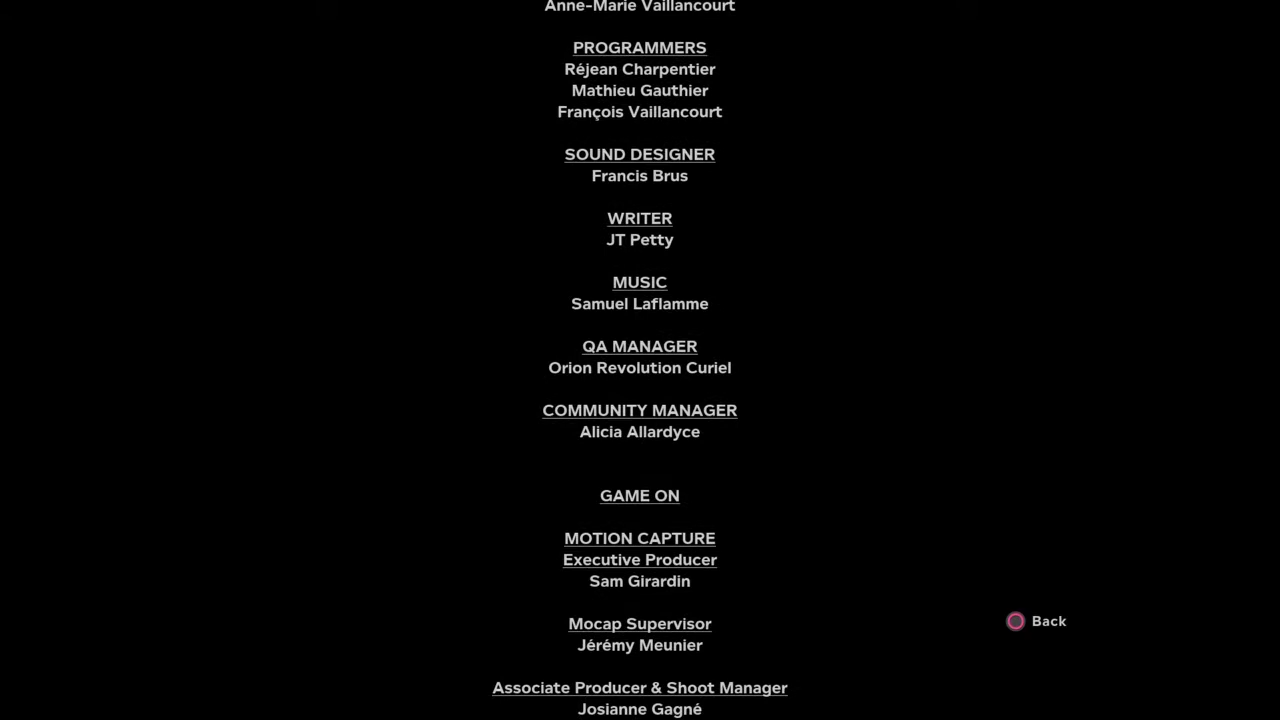 Anne-Marie Vaillancourt
PROGRAMMERS
Réjean Charpentier
Mathieu Gauthier
François Vaillancourt
SOUND DESIGNER
Francis Brus
WRITER
JT Petty
MUSIC
Samuel Laflamme
QA MANAGER
Orion Revolution Curiel
COMMUNITY MANAGER
Alicia Allardyce
GAME ON
MOTION CAPTURE
Executive Producer
Sam Girardin
Mocap Supervisor
Jérémy Meunier
Back
Associate Producer & Shoot Manager
Josianne Gagné